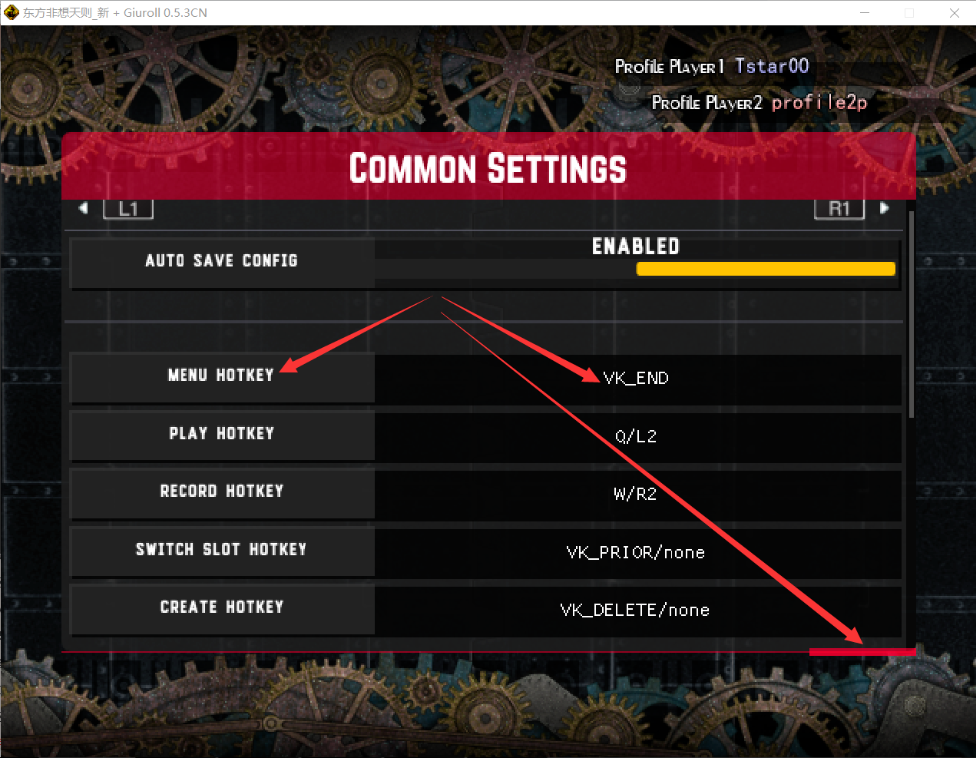 东方非想天则_新 + Giuroll 0.5.3CN
Profile Player1 Tstar00
Profile Player2 profile2p
Common Settings
L1 R1
AUTO SAVE CONFIG ENABLED
MENU HOTKEY VK_END
PLAY HOTKEY Q/L2
RECORD HOTKEY W/R2
SWITCH SLOT HOTKEY VK_PRIOR/none
CREATE HOTKEY VK_DELETE/none